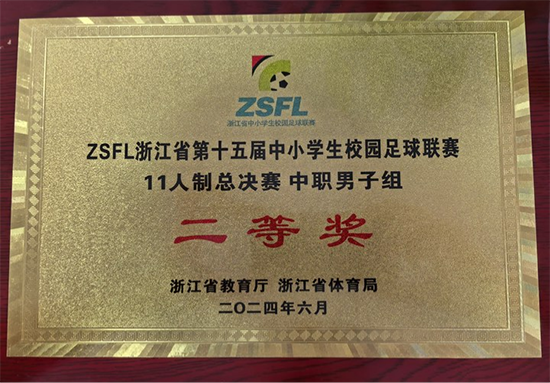 ZSFL
浙江省中小学生校园足球联赛
ZSFL浙江省第十五届中小学生校园足球联赛
11人制总决赛 中职男子组
二等奖
浙江省教育厅 浙江省体育局
二〇二四年六月